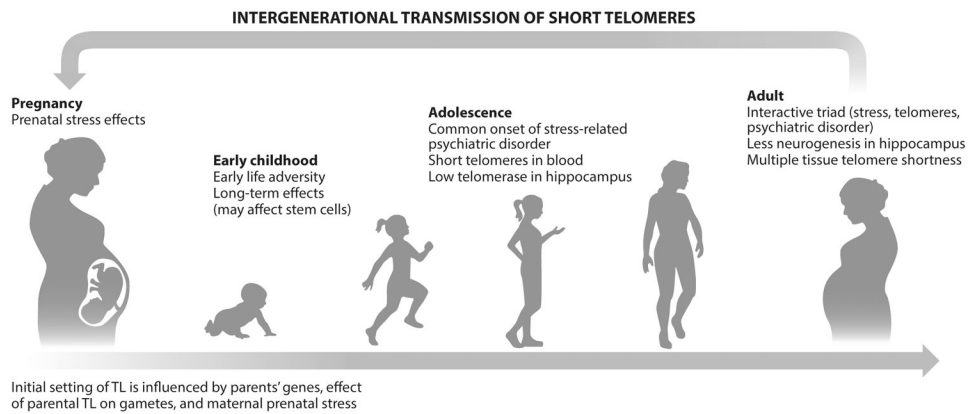 INTERGENERATIONAL TRANSMISSION OF SHORT TELOMERES
Pregnancy
Prenatal stress effects
Early childhood
Early life adversity
Long-term effects
(may affect stem cells)
Adolescence
Common onset of stress-related
psychiatric disorder
Short telomeres in blood
Low telomerase in hippocampus
Adult
Interactive triad (stress, telomeres,
psychiatric disorder)
Less neurogenesis in hippocampus
Multiple tissue telomere shortness
Initial setting of TL is influenced by parents’ genes, effect
of parental TL on gametes, and maternal prenatal stress